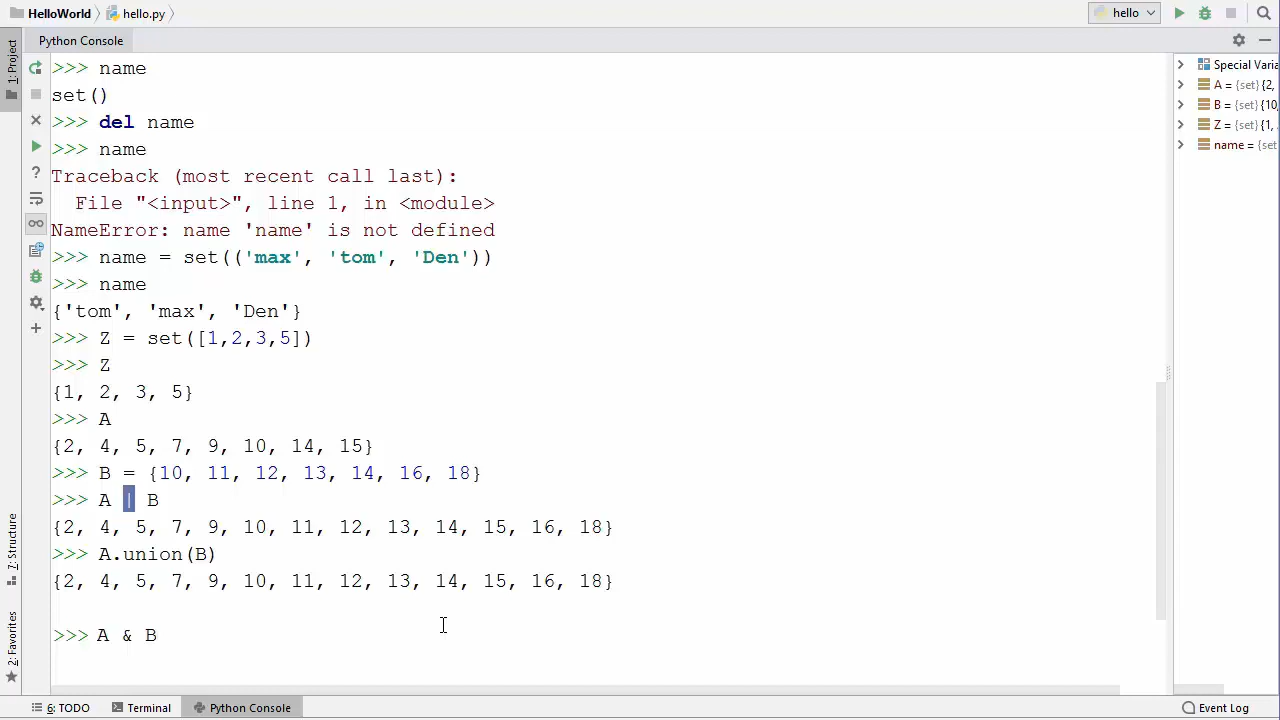 HelloWorld
hello.py
hello
Python Console
1: Project
>>> name
set()
>>> del name
>>> name
Traceback (most recent call last):
File "<input>", line 1, in <module>
NameError: name 'name' is not defined
>>> name = set(('max', 'tom', 'Den'))
>>> name
{'tom', 'max', 'Den'}
>>> Z = set([1,2,3,5])
>>> Z
{1, 2, 3, 5}
>>> A
{2, 4, 5, 7, 9, 10, 14, 15}
>>> B = {10, 11, 12, 13, 14, 16, 18}
>>> A | B
{2, 4, 5, 7, 9, 10, 11, 12, 13, 14, 15, 16, 18}
>>> A.union(B)
{2, 4, 5, 7, 9, 10, 11, 12, 13, 14, 15, 16, 18}
>>> A & B
Special Varia
A = {set} {2,
B = {set} {10,
Z = {set} {1,
name = {set
7: Structure
2: Favorites
6: TODO
Terminal
Python Console
Event Log